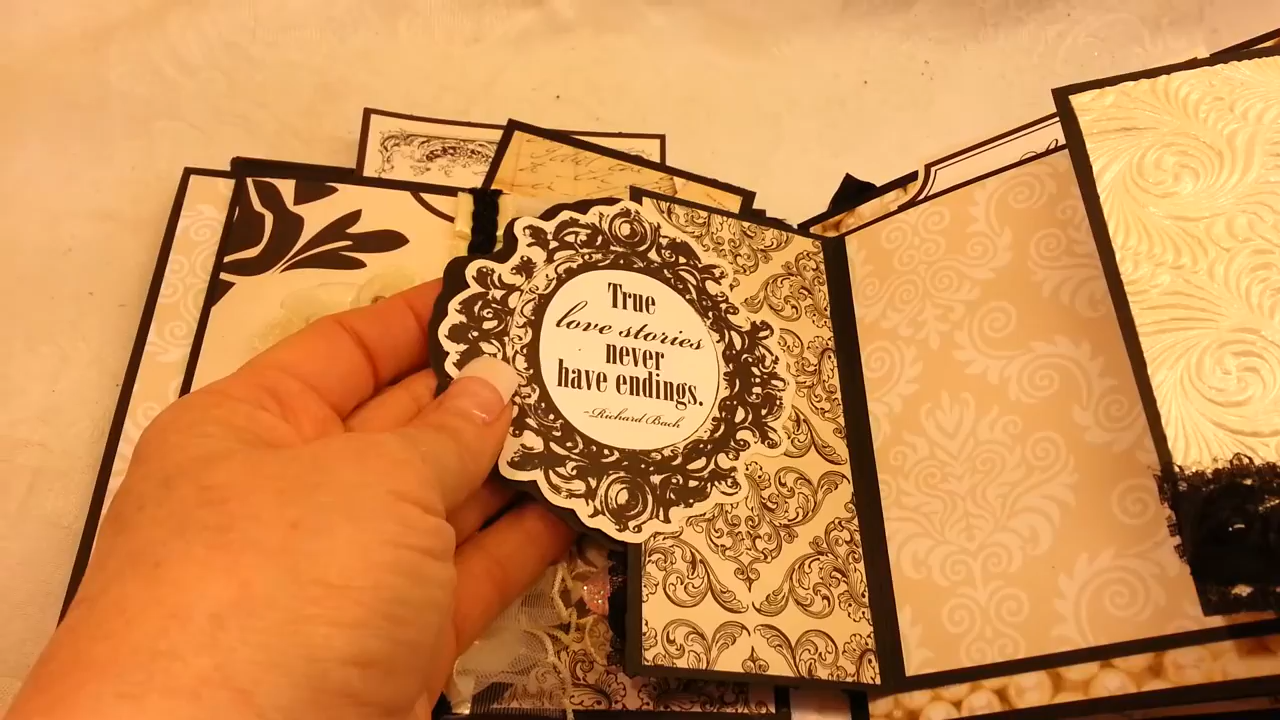 True
love stories
never
have endings.
-Richard Bach